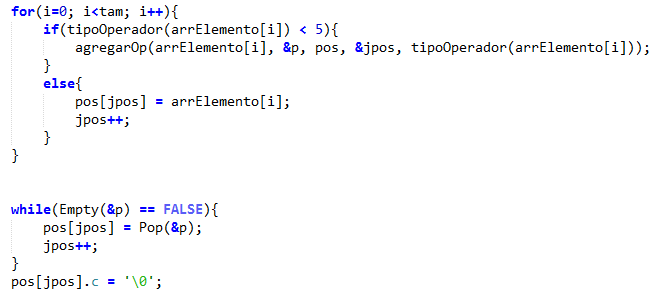 for(i=0; i<tam; i++){
    if(tipoOperador(arrElemento[i]) < 5){
        agregarOp(arrElemento[i], &p, pos, &jpos, tipoOperador(arrElemento[i]));
    }
    else{
        pos[jpos] = arrElemento[i];
        jpos++;
    }
}
while(Empty(&p) == FALSE){
    pos[jpos] = Pop(&p);
    jpos++;
}
pos[jpos].c = '\0';